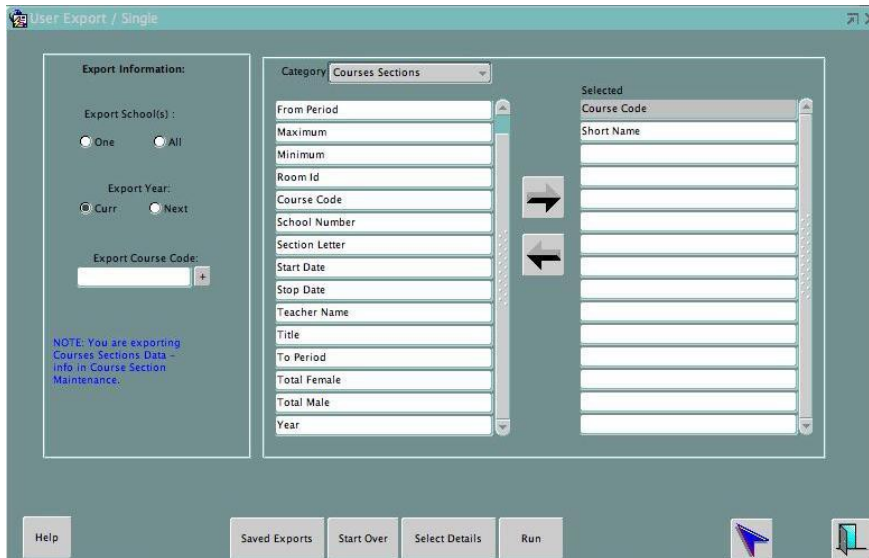 User Export / Single
Export Information:
Export School(s) :
One All
Export Year:
Curr Next
Export Course Code:
+
NOTE: You are exporting
Courses Sections Data -
info in Course Section
Maintenance.
Category Courses Sections
From Period
Maximum
Minimum
Room Id
Course Code
School Number
Section Letter
Start Date
Stop Date
Teacher Name
Title
To Period
Total Female
Total Male
Year
Selected
Course Code
Short Name
Help Saved Exports Start Over Select Details Run